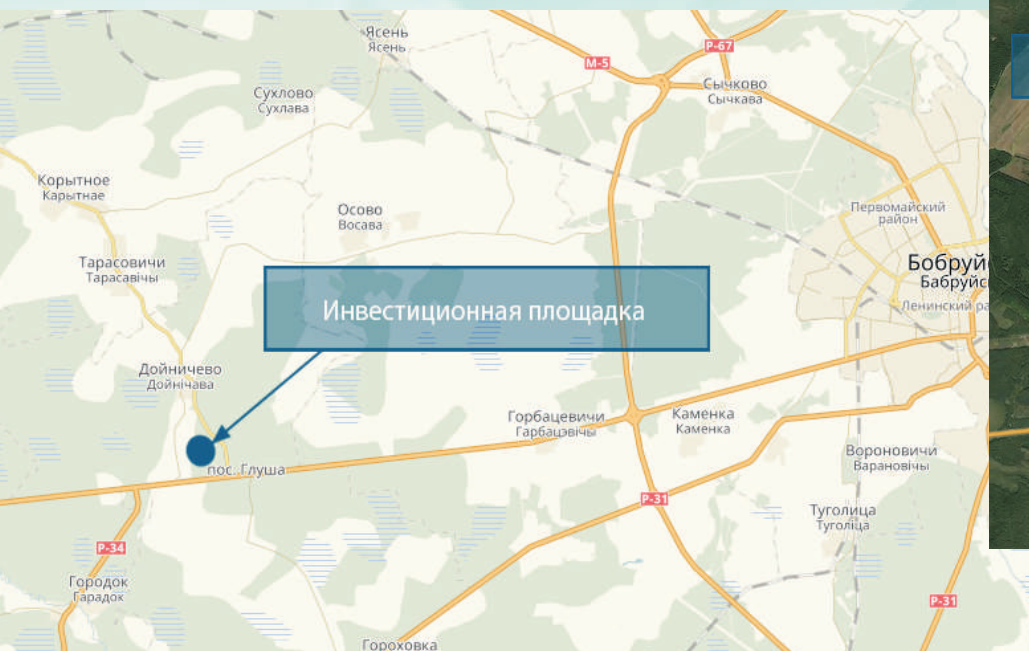 Ясень
Ясень
М-5
Р-67
Сычково
Сычкава
Сухлово
Сухлава
Корытное
Карытнае
Осово
Восава
Первомайский
район
Тарасовичи
Тарасавічы
Бобруй
Бабруйс
Ленинский ра
Инвестиционная площадка
Дойничево
Дойнічава
Горбацевичи
Гарбацэвічы
Каменка
Каменка
Вороновичи
Варановічы
пос. Глуша
Р-31
Туголица
Туголіца
Р-34
Городок
Гарадок
Р-31
Гороховка